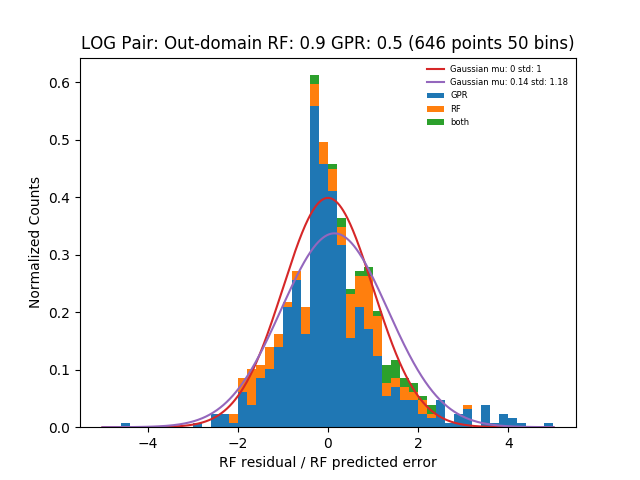 LOG Pair: Out-domain RF: 0.9 GPR: 0.5 (646 points 50 bins)
Gaussian mu: 0 std: 1
Gaussian mu: 0.14 std: 1.18
GPR
RF
both
Normalized Counts
0.6
0.5
0.4
0.3
0.2
0.1
0.0
−4 −2 0 2 4
RF residual / RF predicted error